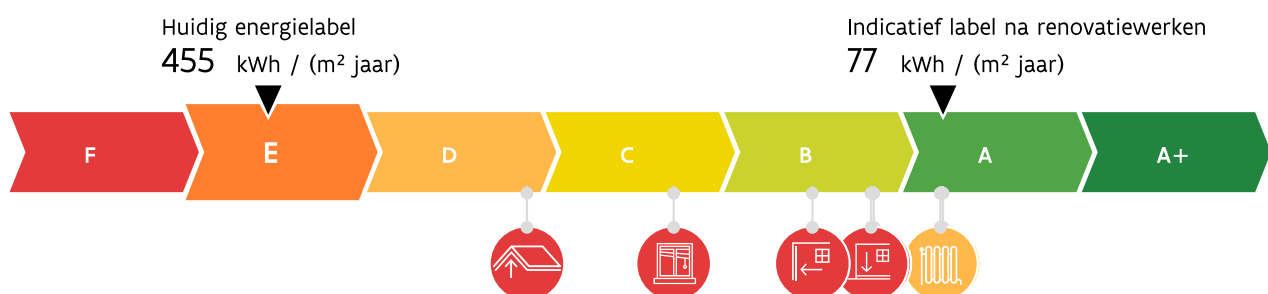 Huidig energielabel
455 kWh / (m² jaar)
Indicatief label na renovatiewerken
77 kWh / (m² jaar)
F E D C B A A+